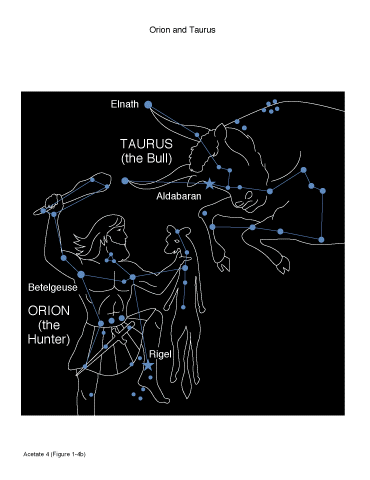 Orion and Taurus
Elnath
TAURUS
(the Bull)
Aldabaran
Betelgeuse
ORION
(the
Hunter)
Rigel
Acetate 4 (Figure 1-4b)